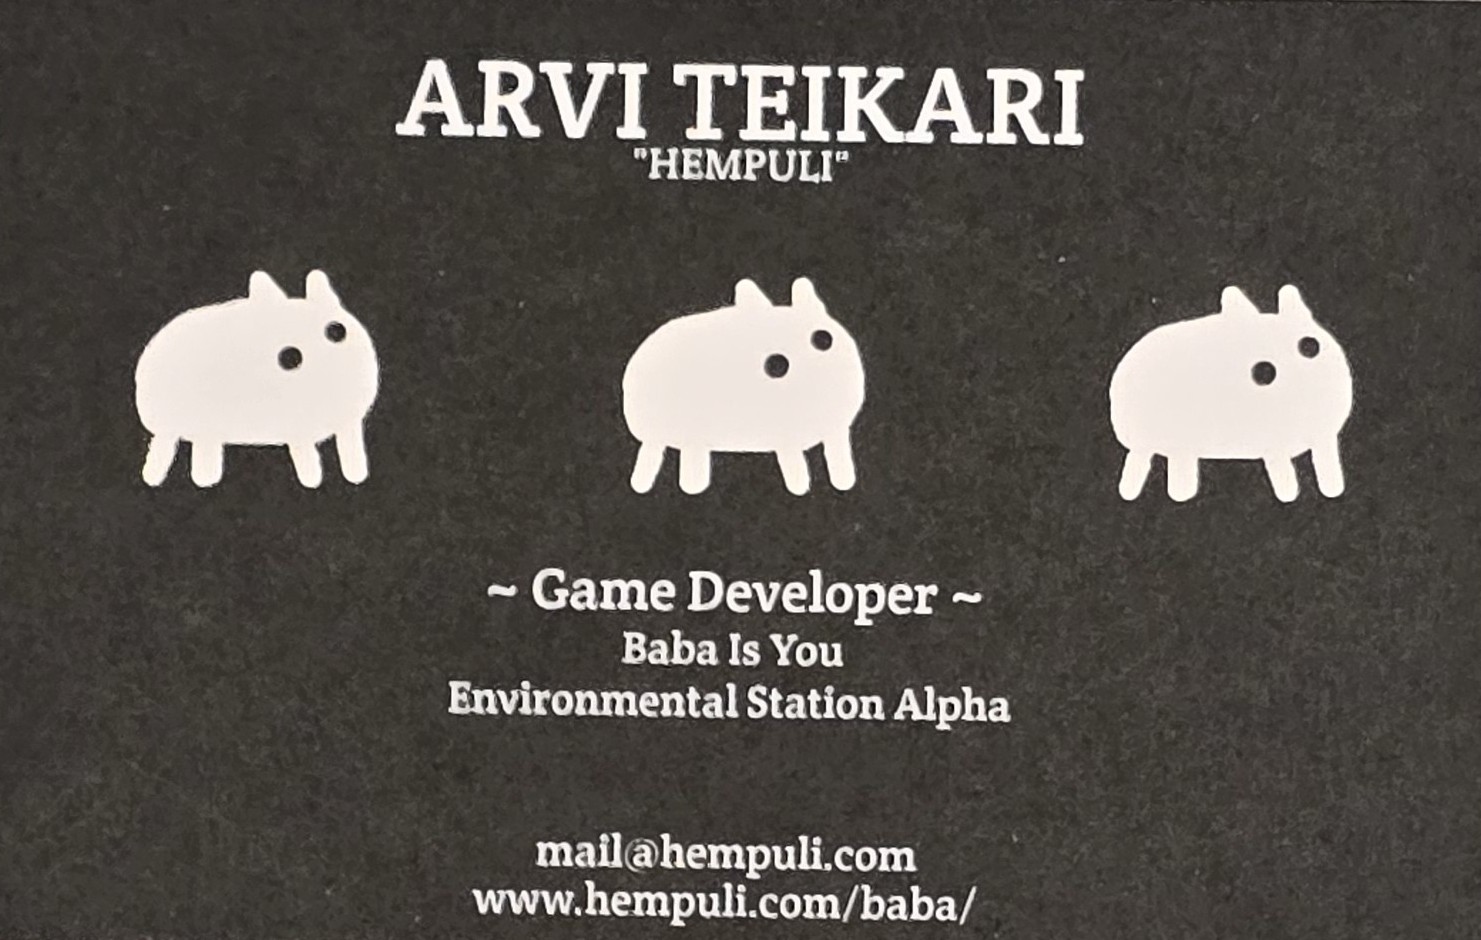 ARVI TEIKARI
"HEMPULI"
~ Game Developer ~
Baba Is You
Environmental Station Alpha
mail@hempuli.com
www.hempuli.com/baba/